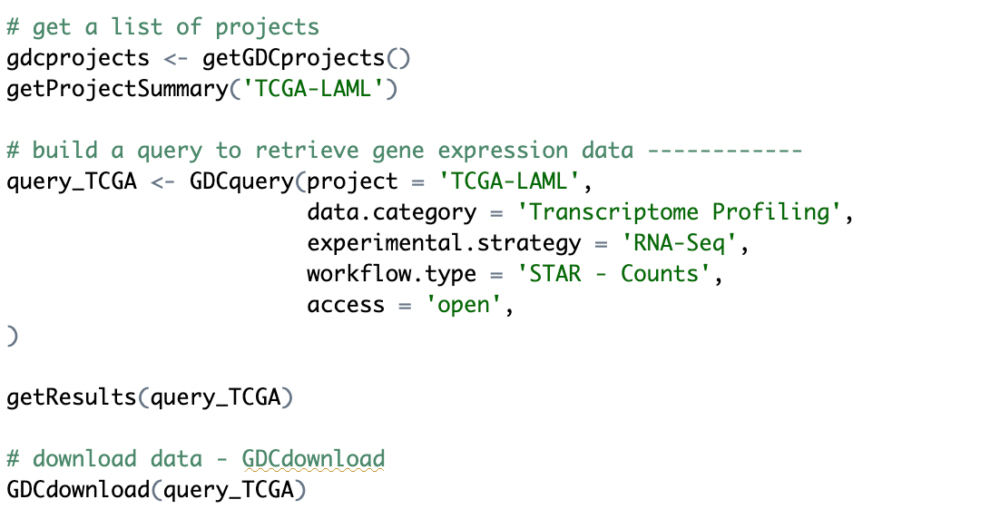 # get a list of projects
gdcprojects <- getGDCprojects()
getProjectSummary('TCGA-LAML')
# build a query to retrieve gene expression data ------------
query_TCGA <- GDCquery(project = 'TCGA-LAML',
data.category = 'Transcriptome Profiling',
experimental.strategy = 'RNA-Seq',
workflow.type = 'STAR - Counts',
access = 'open',
)
getResults(query_TCGA)
# download data - GDCdownload
GDCdownload(query_TCGA)